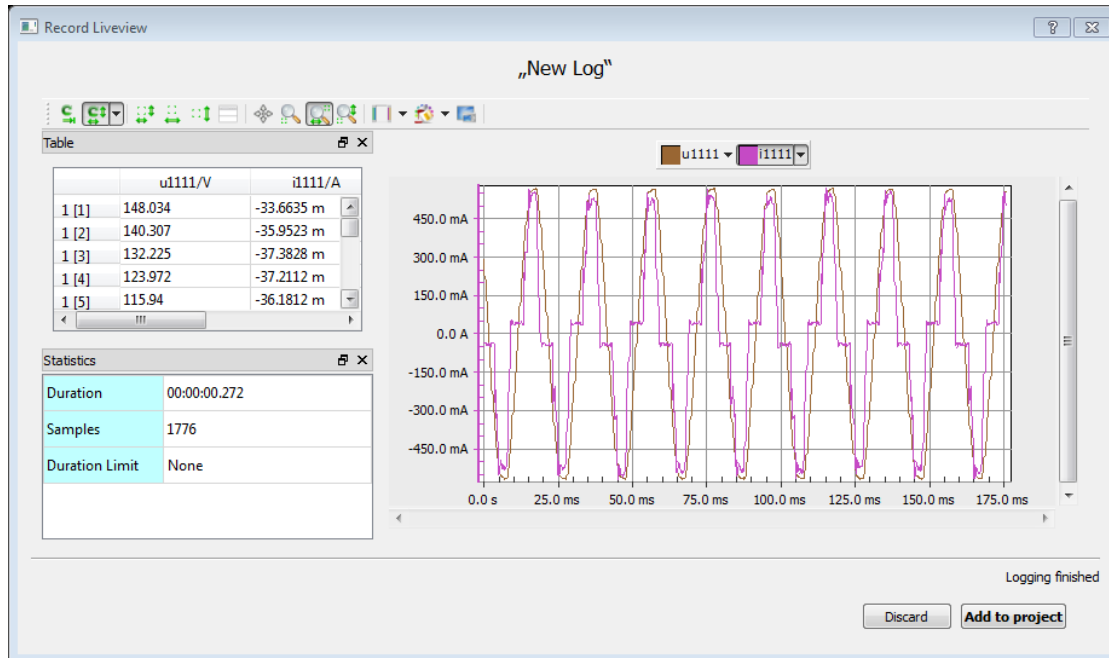 Record Liveview
„New Log“
Table
u1111/V i1111/A
1 [1] 148.034 -33.6635 m
1 [2] 140.307 -35.9523 m
1 [3] 132.225 -37.3828 m
1 [4] 123.972 -37.2112 m
1 [5] 115.94 -36.1812 m
Statistics
Duration 00:00:00.272
Samples 1776
Duration Limit None
u1111 i1111
450.0 mA
300.0 mA
150.0 mA
0.0 A
-150.0 mA
-300.0 mA
-450.0 mA
0.0 s 25.0 ms 50.0 ms 75.0 ms 100.0 ms 125.0 ms 150.0 ms 175.0 ms
Logging finished
Discard Add to project